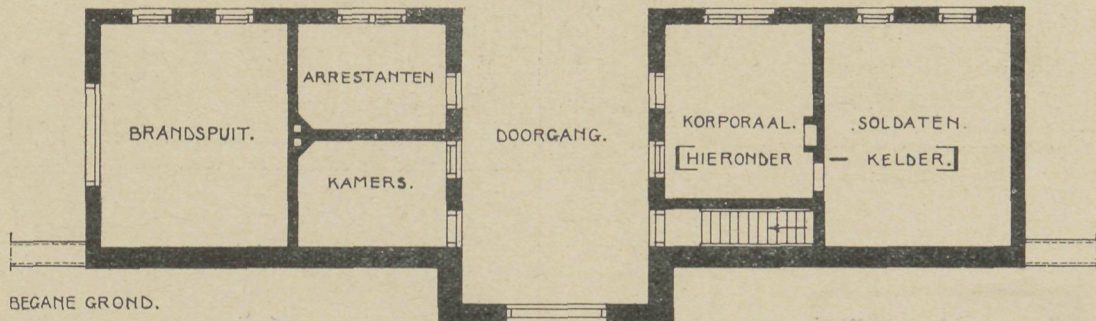 BRANDSPUIT.
ARRESTANTEN
KAMERS.
DOORGANG.
KORPORAAL.
[HIERONDER — KELDER.]
SOLDATEN.
BEGANE GROND.